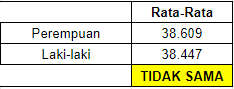 Rata-Rata
Perempuan 38.609
Laki-laki 38.447
TIDAK SAMA